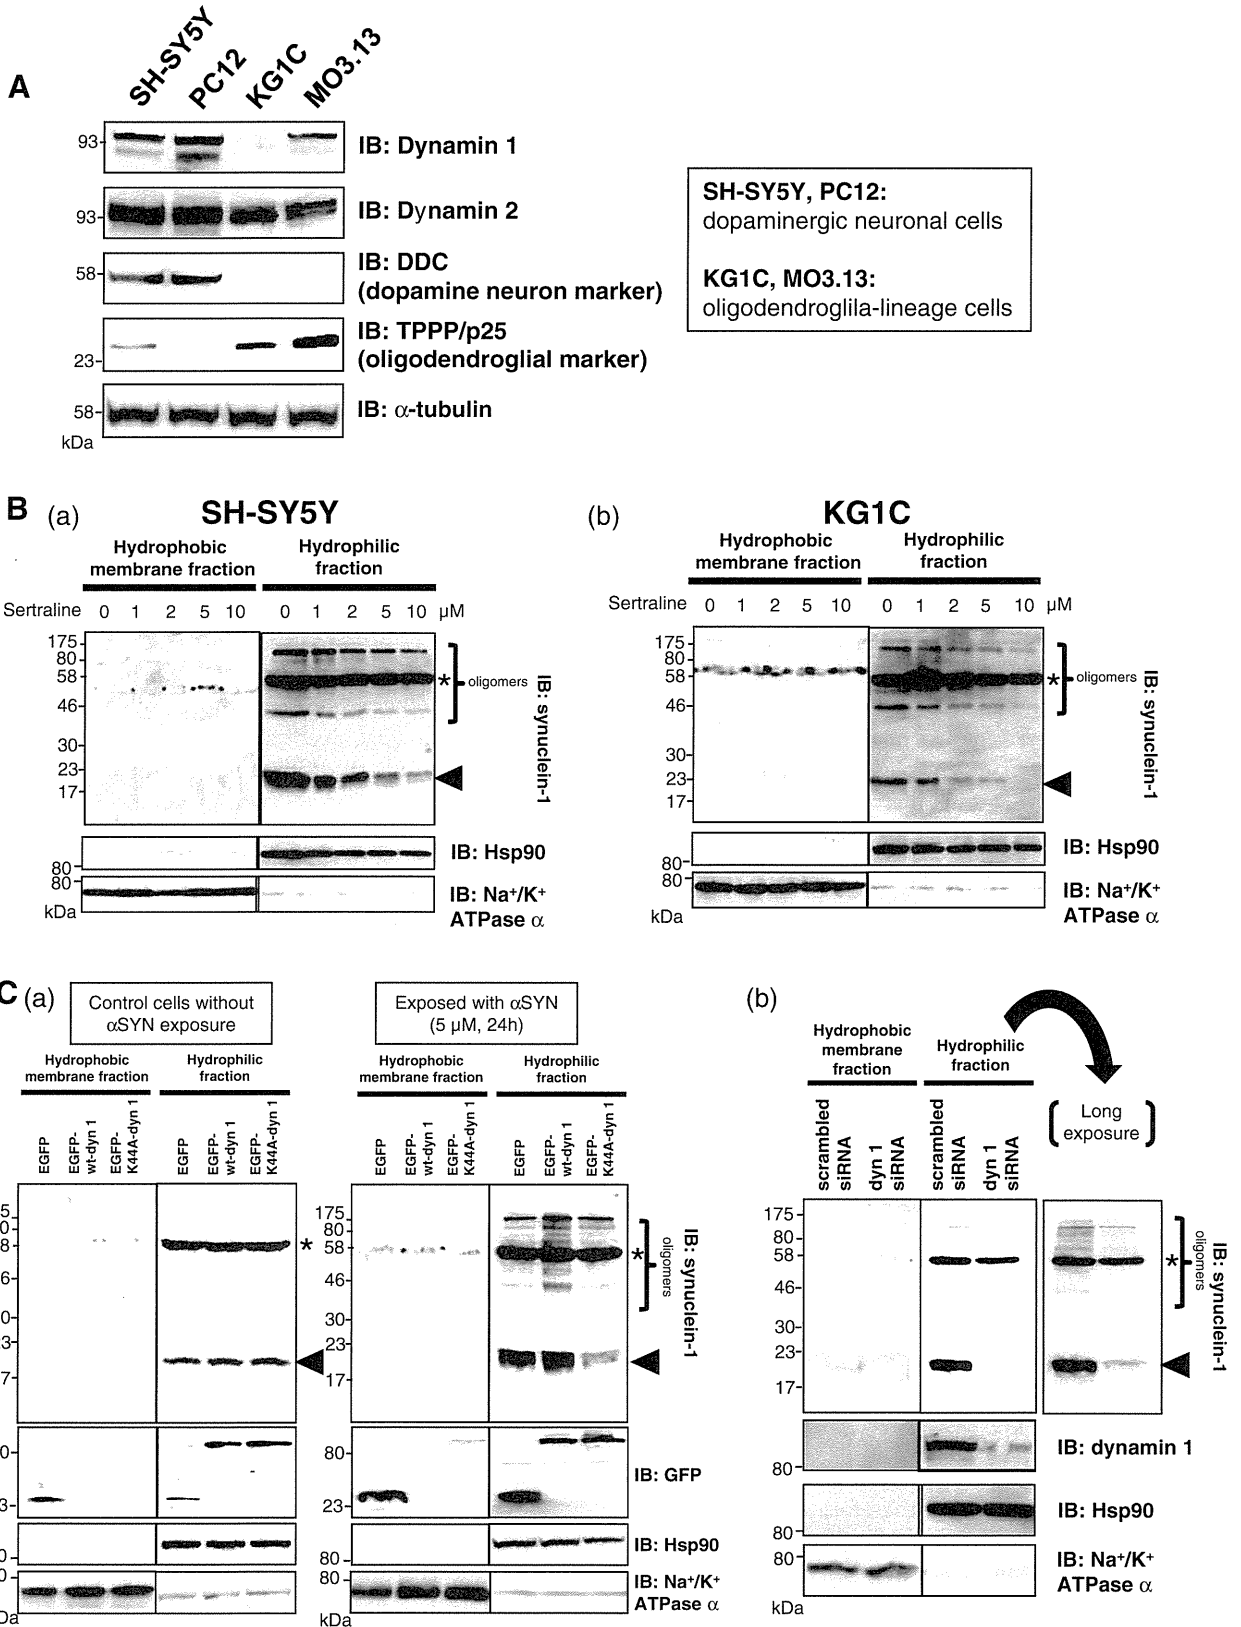 A
SH-SY5Y
PC12
KG1C
MO3.13
93-
IB: Dynamin 1
93-
IB: Dynamin 2
58-
IB: DDC
(dopamine neuron marker)
23-
IB: TPPP/p25
(oligodendroglial marker)
58-
IB: α-tubulin
kDa
SH-SY5Y, PC12:
dopaminergic neuronal cells
KG1C, MO3.13:
oligodendroglila-lineage cells
B
(a)
SH-SY5Y
Hydrophobic
membrane fraction
Hydrophilic
fraction
Sertraline 0 1 2 5 10 0 1 2 5 10 µM
175-
80-
58-
46-
30-
23-
17-
*
oligomers
IB: synuclein-1
80-
IB: Hsp90
80-
kDa
IB: Na+/K+
ATPase α
(b)
KG1C
Hydrophobic
membrane fraction
Hydrophilic
fraction
Sertraline 0 1 2 5 10 0 1 2 5 10 µM
175-
80-
58-
46-
30-
23-
17-
*
oligomers
IB: synuclein-1
80-
IB: Hsp90
80-
kDa
IB: Na+/K+
ATPase α
C
(a)
Control cells without
αSYN exposure
Hydrophobic
membrane fraction
Hydrophilic
fraction
EGFP
EGFP-
wt-dyn 1
EGFP-
K44A-dyn 1
EGFP
EGFP-
wt-dyn 1
EGFP-
K44A-dyn 1
5-
0-
8-
6-
0-
3-
7-
*
0-
3-
0-
0-
Da
Exposed with αSYN
(5 µM, 24h)
Hydrophobic
membrane fraction
Hydrophilic
fraction
EGFP
EGFP-
wt-dyn 1
EGFP-
K44A-dyn 1
EGFP
EGFP-
wt-dyn 1
EGFP-
K44A-dyn 1
175-
80-
58-
46-
30-
23-
17-
*
oligomers
IB: synuclein-1
80-
23-
IB: GFP
80-
IB: Hsp90
80-
kDa
IB: Na+/K+
ATPase α
(b)
Hydrophobic
membrane
fraction
Hydrophilic
fraction
Long
exposure
scrambled
siRNA
dyn 1
siRNA
scrambled
siRNA
dyn 1
siRNA
175-
80-
58-
46-
30-
23-
17-
*
oligomers
IB: synuclein-1
80-
IB: dynamin 1
80-
IB: Hsp90
80-
kDa
IB: Na+/K+
ATPase α